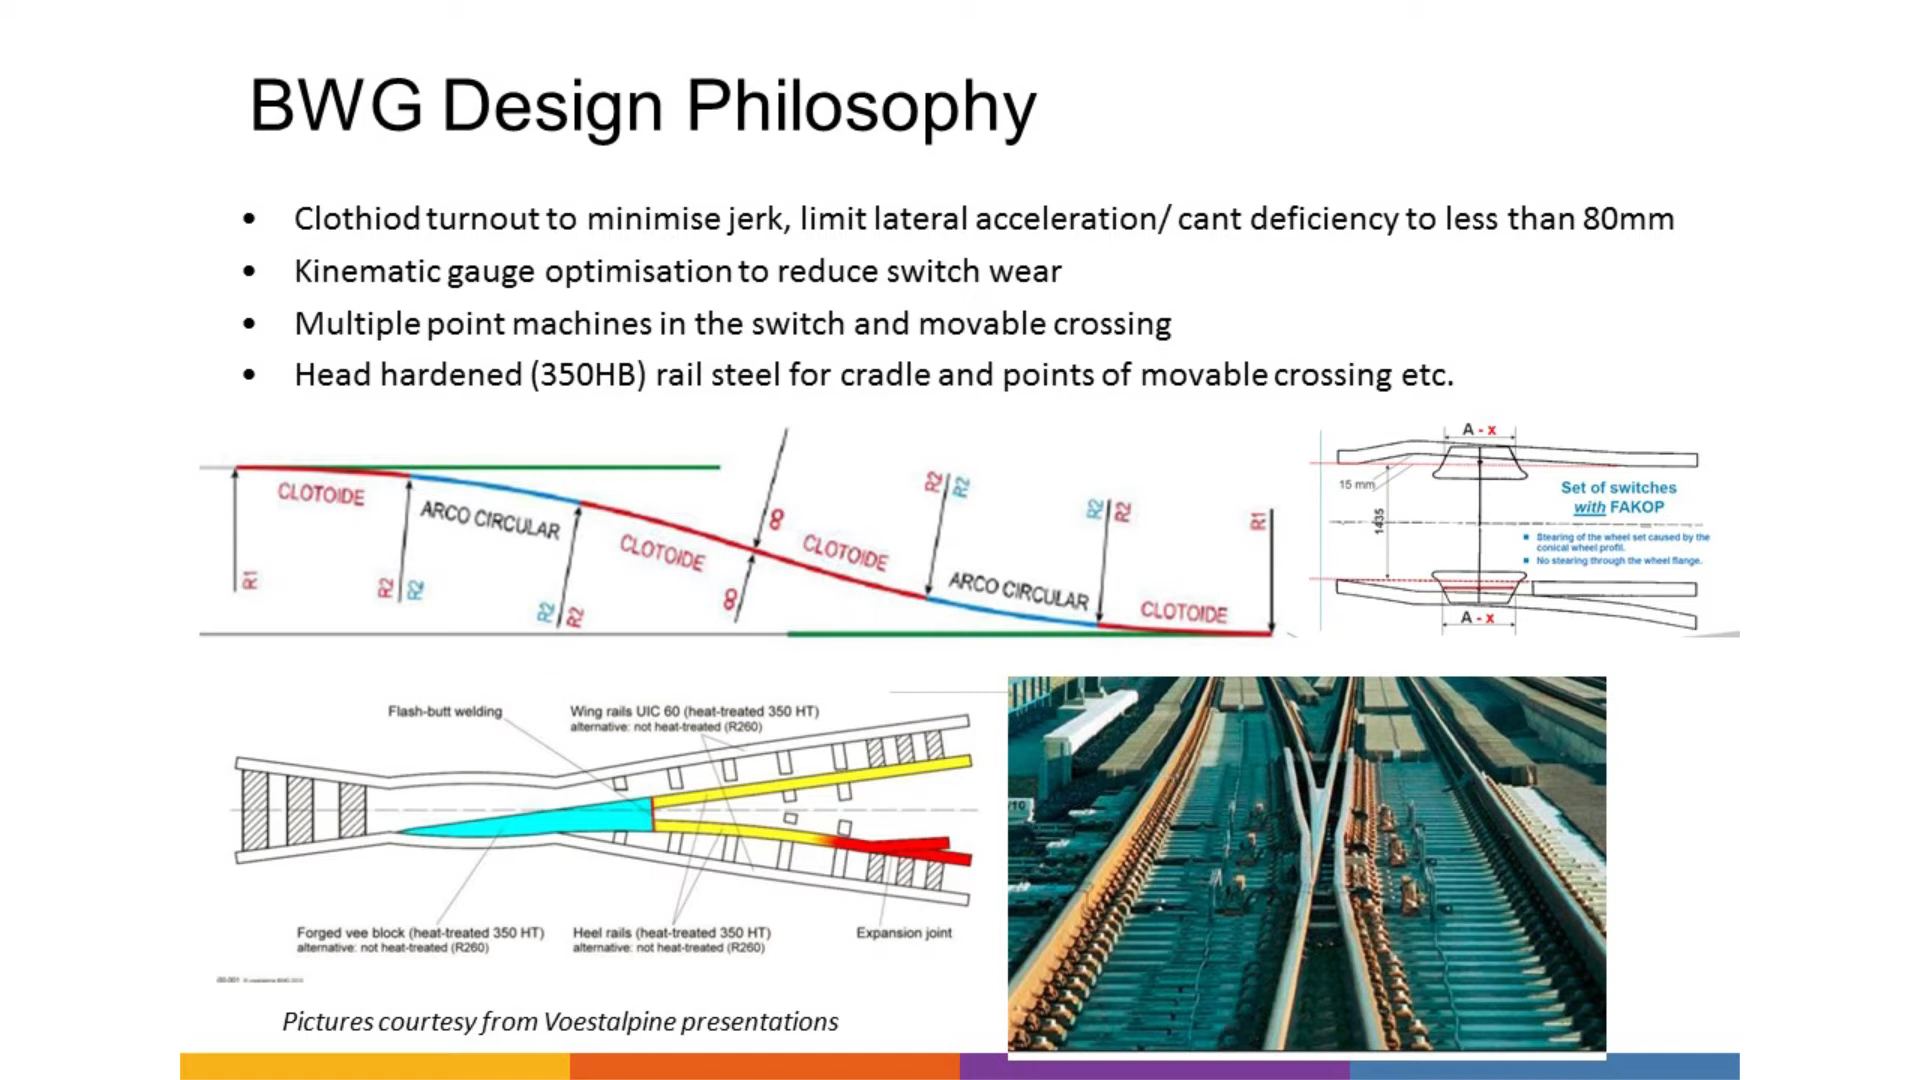 BWG Design Philosophy
• Clothiod turnout to minimise jerk, limit lateral acceleration/ cant deficiency to less than 80mm
• Kinematic gauge optimisation to reduce switch wear
• Multiple point machines in the switch and movable crossing
• Head hardened (350HB) rail steel for cradle and points of movable crossing etc.
CLOTOIDE
ARCO CIRCULAR
CLOTOIDE
CLOTOIDE
ARCO CIRCULAR
CLOTOIDE
R1
R2
R2
R2
R2
∞
∞
R2
R2
R2
R2
R1
A - x
15 mm
1435
Set of switches
with FAKOP
▪ Stearing of the wheel set caused by the
conical wheel profil.
▪ No stearing through the wheel flange.
A - x
Flash-butt welding
Wing rails UIC 60 (heat-treated 350 HT)
alternative: not heat-treated (R260)
Forged vee block (heat-treated 350 HT)
alternative: not heat-treated (R260)
Heel rails (heat-treated 350 HT)
alternative: not heat-treated (R260)
Expansion joint
Pictures courtesy from Voestalpine presentations